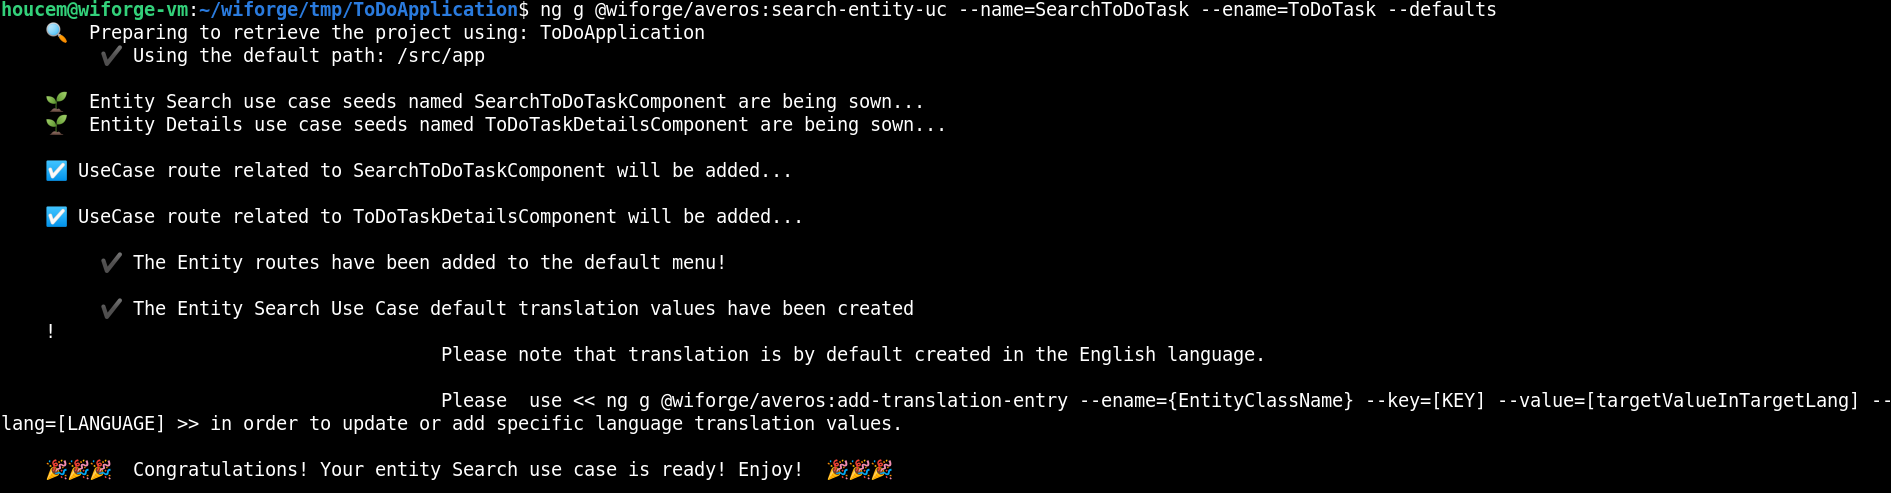 houcem@wiforge-vm:~/wiforge/tmp/ToDoApplication$ ng g @wiforge/averos:search-entity-uc --name=SearchToDoTask --ename=ToDoTask --defaults
🔍 Preparing to retrieve the project using: ToDoApplication
✔ Using the default path: /src/app
🌱 Entity Search use case seeds named SearchToDoTaskComponent are being sown...
🌱 Entity Details use case seeds named ToDoTaskDetailsComponent are being sown...
☑ UseCase route related to SearchToDoTaskComponent will be added...
☑ UseCase route related to ToDoTaskDetailsComponent will be added...
✔ The Entity routes have been added to the default menu!
✔ The Entity Search Use Case default translation values have been created
!
Please note that translation is by default created in the English language.
Please  use << ng g @wiforge/averos:add-translation-entry --ename={EntityClassName} --key=[KEY] --value=[targetValueInTargetLang] --
lang=[LANGUAGE] >> in order to update or add specific language translation values.
🎉🎉🎉 Congratulations! Your entity Search use case is ready! Enjoy! 🎉🎉🎉